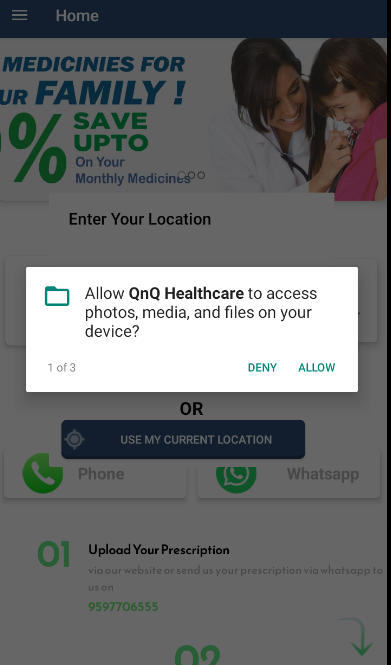 Home
MEDICINIES FOR
UR FAMILY !
% SAVE
UPTO
On Your
Monthly Medicines
Enter Your Location
Allow QnQ Healthcare to access
photos, media, and files on your
device?
1 of 3
DENY
ALLOW
OR
USE MY CURRENT LOCATION
Phone
Whatsapp
01
Upload Your Prescription
via our website or send us your prescription via whatsapp to
us on
9597706555
02